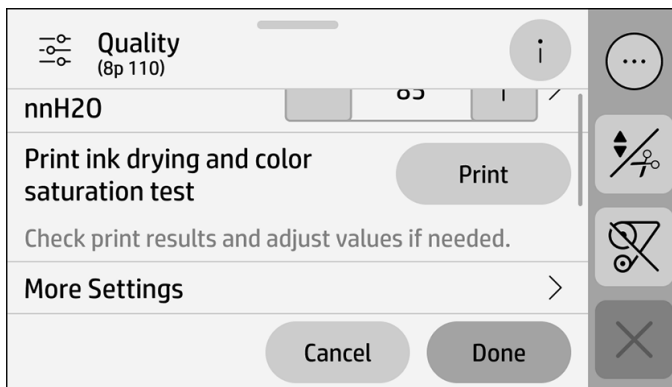 Quality
(8p 110)
i
nnH2O
85
Print ink drying and color
saturation test
Print
Check print results and adjust values if needed.
More Settings
Cancel
Done